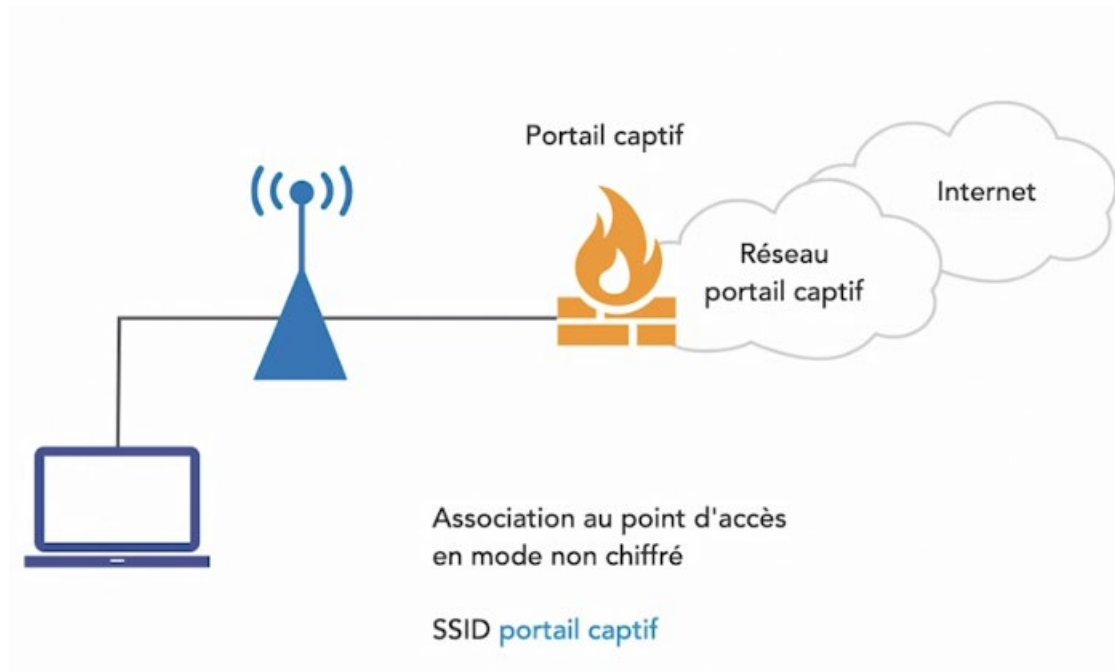 Portail captif
Internet
Réseau
portail captif
Association au point d'accès
en mode non chiffré
SSID portail captif